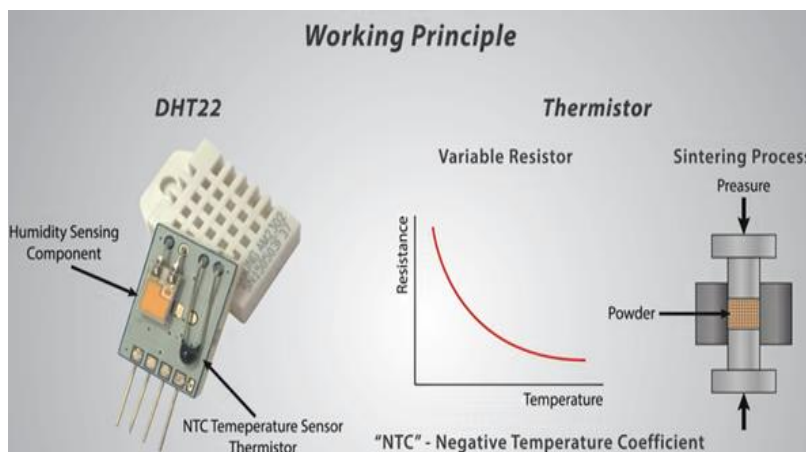 Working Principle
DHT22
Humidity Sensing
Component
NTC Temeperature Sensor
Thermistor
Thermistor
Variable Resistor
Resistance
Temperature
"NTC" - Negative Temperature Coefficient
Sintering Process
Preasure
Powder